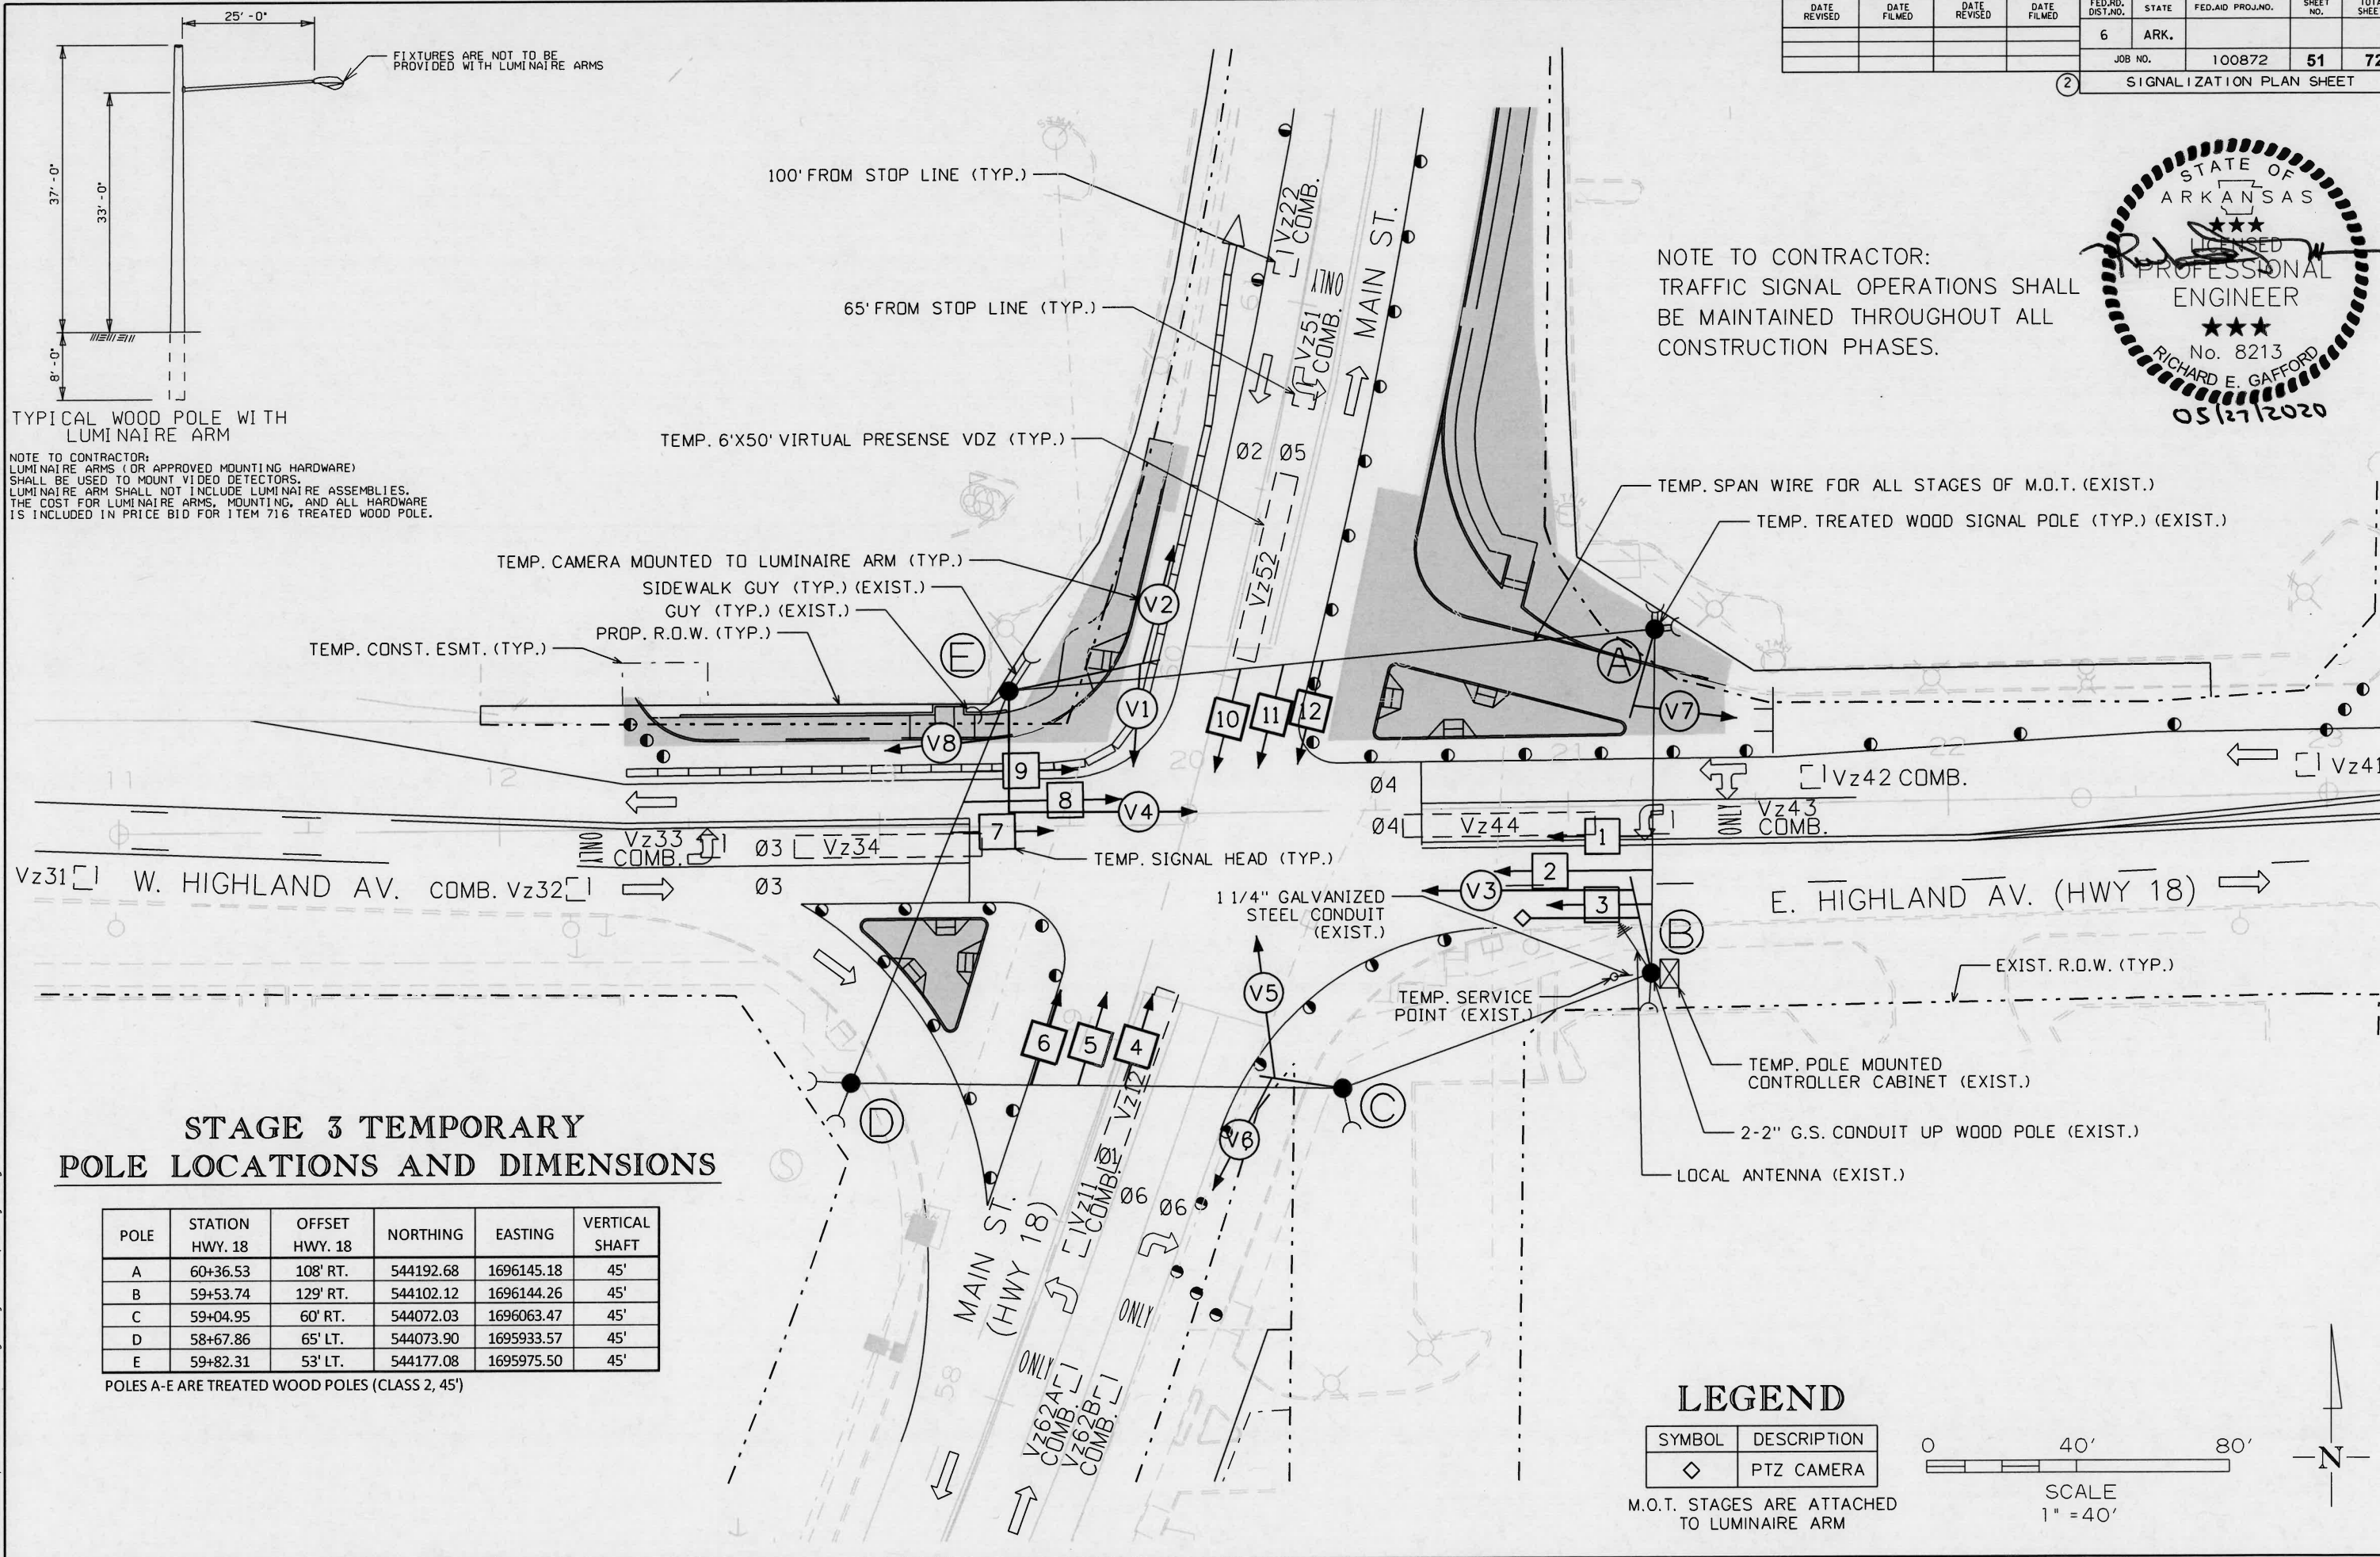 25'-0"
FIXTURES ARE NOT TO BE
PROVIDED WITH LUMINAIRE ARMS
37'-0"
33'-0"
8'-0"
TYPICAL WOOD POLE WITH
LUMINAIRE ARM
NOTE TO CONTRACTOR:
LUMINAIRE ARMS (OR APPROVED MOUNTING HARDWARE)
SHALL BE USED TO MOUNT VIDEO DETECTORS.
LUMINAIRE ARM SHALL NOT INCLUDE LUMINAIRE ASSEMBLIES.
THE COST FOR LUMINAIRE ARMS, MOUNTING, AND ALL HARDWARE
IS INCLUDED IN PRICE BID FOR ITEM 716 TREATED WOOD POLE.
DATE REVISED DATE FILMED DATE REVISED DATE FILMED FED.RD. DIST.NO. STATE FED.AID PROJ.NO. SHEET NO.
6 ARK.
JOB NO. 100872 51 72
2 SIGNALIZATION PLAN SHEET
STATE OF
ARKANSAS
LICENSED
PROFESSIONAL
ENGINEER
No. 8213
RICHARD E. GAFFORD
05/27/2020
NOTE TO CONTRACTOR:
TRAFFIC SIGNAL OPERATIONS SHALL
BE MAINTAINED THROUGHOUT ALL
CONSTRUCTION PHASES.
100' FROM STOP LINE (TYP.)
65' FROM STOP LINE (TYP.)
TEMP. 6'X50' VIRTUAL PRESENSE VDZ (TYP.)
TEMP. CAMERA MOUNTED TO LUMINAIRE ARM (TYP.)
SIDEWALK GUY (TYP.) (EXIST.)
GUY (TYP.) (EXIST.)
PROP. R.O.W. (TYP.)
TEMP. CONST. ESMT. (TYP.)
Vz22
COMB.
ONLY
Vz51
COMB.
MAIN ST.
Ø2 Ø5
Vz52
TEMP. SPAN WIRE FOR ALL STAGES OF M.O.T. (EXIST.)
TEMP. TREATED WOOD SIGNAL POLE (TYP.) (EXIST.)
E
A
V2
V1
V8
V7
10 11 12
9
8
7
V4
11
12
20
21
22
23
Ø4
Ø4
Vz44
1
Vz42 COMB.
Vz41
Vz43
COMB.
ONLY
ONLY
Vz33
COMB.
Ø3
Vz34
Ø3
TEMP. SIGNAL HEAD (TYP.)
Vz31
W. HIGHLAND AV.
COMB. Vz32
1 1/4" GALVANIZED
STEEL CONDUIT
(EXIST.)
2
V3
3
E. HIGHLAND AV. (HWY 18)
B
EXIST. R.O.W. (TYP.)
V5
TEMP. SERVICE
POINT (EXIST.)
6 5 4
Vz12
D
C
V6
TEMP. POLE MOUNTED
CONTROLLER CABINET (EXIST.)
2-2" G.S. CONDUIT UP WOOD POLE (EXIST.)
LOCAL ANTENNA (EXIST.)
Ø1
Vz11
COMB.
Ø6 Ø6
MAIN ST.
(HWY 18)
ONLY
ONLY
58
Vz62A
COMB.
Vz62B
COMB.
STAGE 3 TEMPORARY
POLE LOCATIONS AND DIMENSIONS
POLE STATION HWY. 18 OFFSET HWY. 18 NORTHING EASTING VERTICAL SHAFT
A 60+36.53 108' RT. 544192.68 1696145.18 45'
B 59+53.74 129' RT. 544102.12 1696144.26 45'
C 59+04.95 60' RT. 544072.03 1696063.47 45'
D 58+67.86 65' LT. 544073.90 1695933.57 45'
E 59+82.31 53' LT. 544177.08 1695975.50 45'
POLES A-E ARE TREATED WOOD POLES (CLASS 2, 45')
LEGEND
SYMBOL DESCRIPTION
PTZ CAMERA
M.O.T. STAGES ARE ATTACHED
TO LUMINAIRE ARM
0 40' 80'
SCALE
1" =40'
N